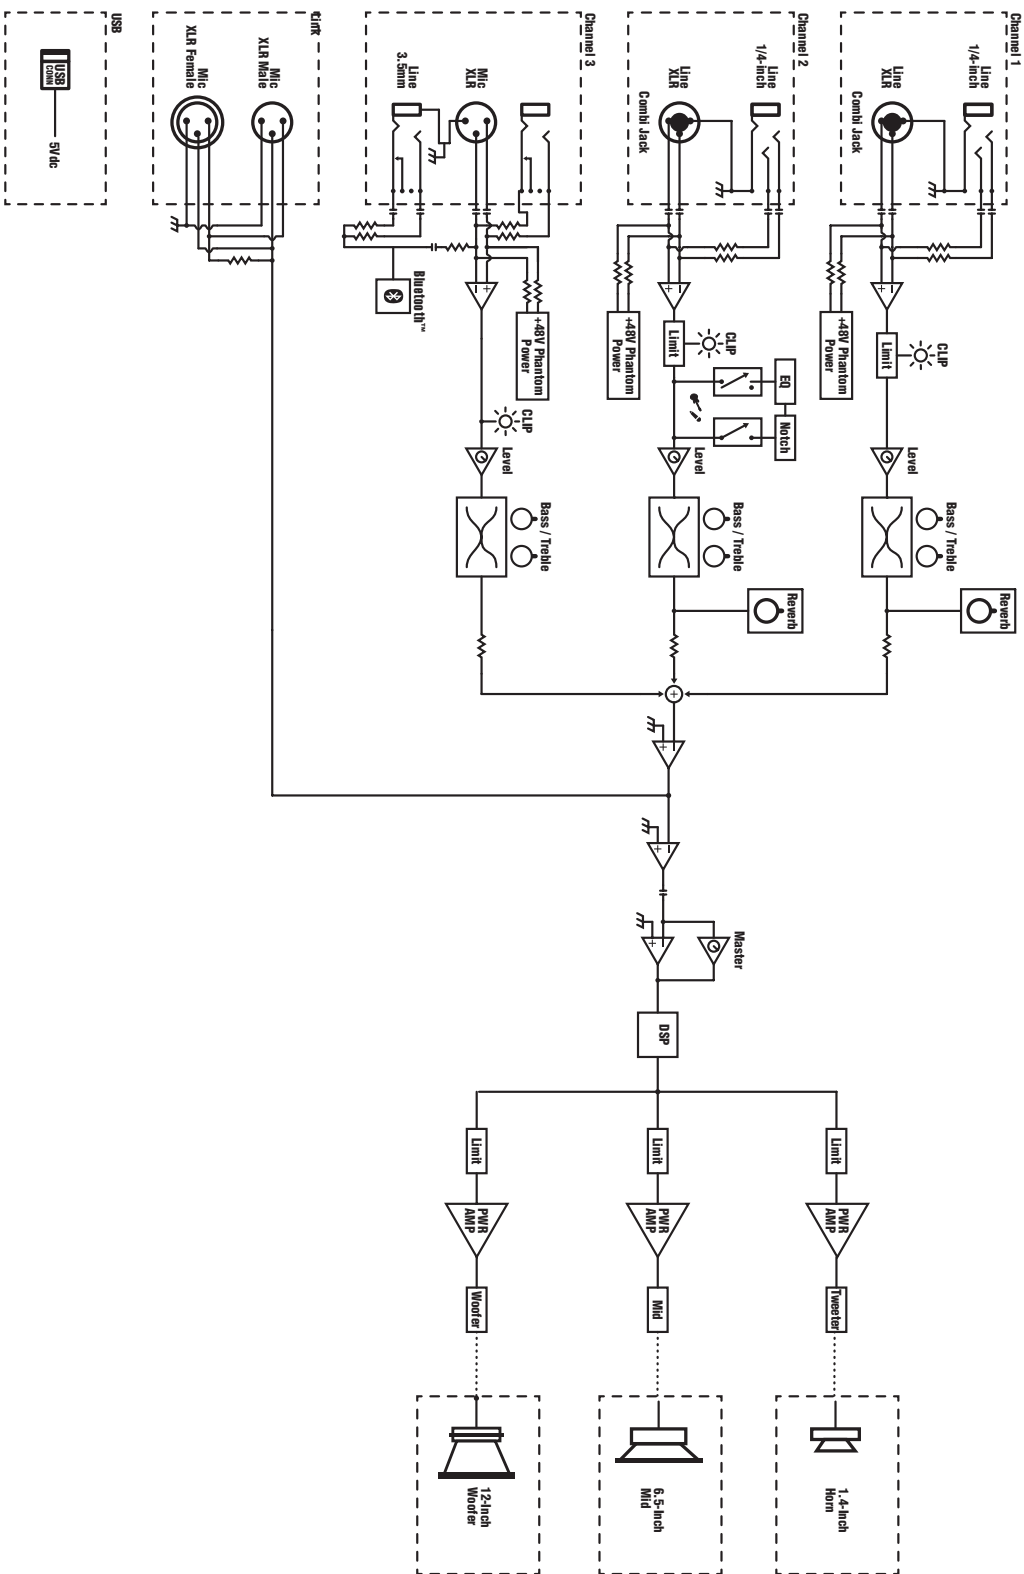 Channel 1
Line
1/4-inch
Line
XLR
Combi Jack
+48V Phantom
Power
+
–
Limit
CLIP
Level
Bass / Treble
Reverb
Channel 2
Line
1/4-inch
Line
XLR
Combi Jack
+48V Phantom
Power
+
–
Limit
CLIP
EQ
Notch
Level
Bass / Treble
Reverb
Channel 3
Mic
XLR
Line
3.5mm
+48V Phantom
Power
–
+
Bluetooth™
CLIP
Level
Bass / Treble
Link
Mic
XLR Male
Mic
XLR Female
USB
USB
CONN
5Vdc
+
+
–
+
–
Master
+
–
DSP
Limit
PWR
AMP
Tweeter
1.4-Inch
Horn
Limit
PWR
AMP
Mid
6.5-Inch
Mid
Limit
PWR
AMP
Woofer
12-Inch
Woofer